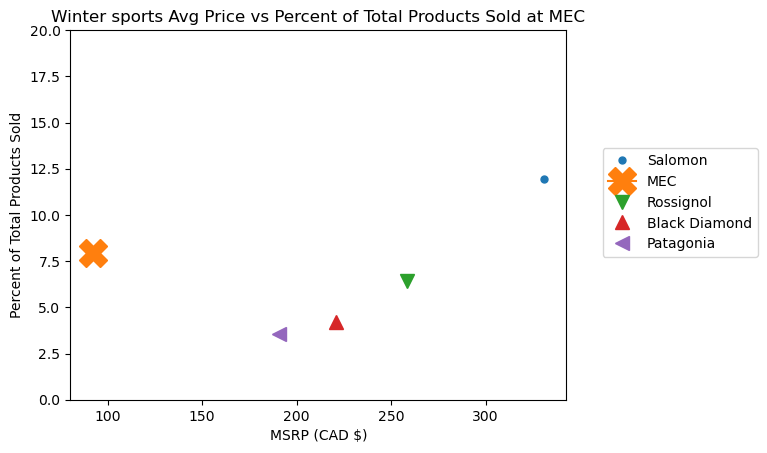 Winter sports Avg Price vs Percent of Total Products Sold at MEC
20.0
17.5
15.0
12.5
10.0
7.5
5.0
2.5
0.0
Percent of Total Products Sold
100
150
200
250
300
MSRP (CAD $)
Salomon
MEC
Rossignol
Black Diamond
Patagonia